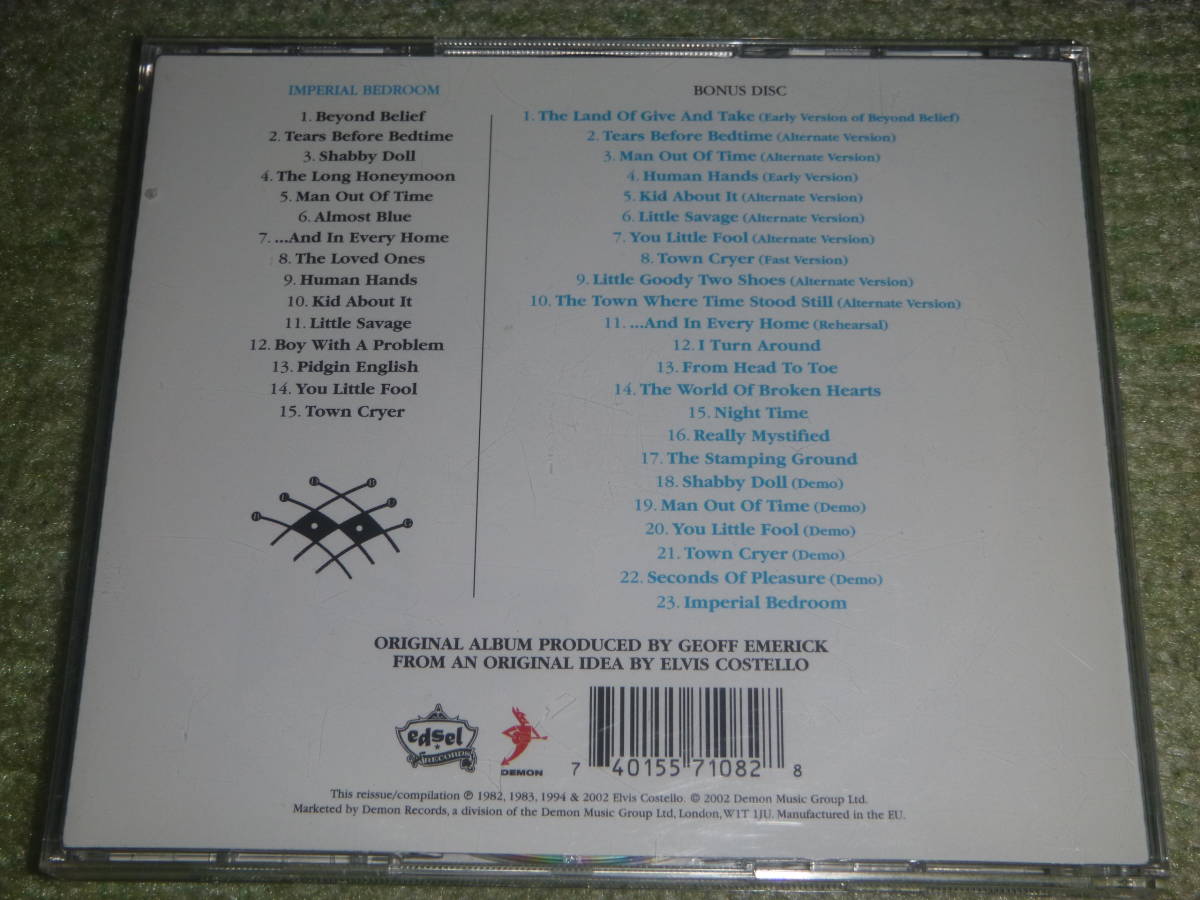 IMPERIAL BEDROOM
1. Beyond Belief
2. Tears Before Bedtime
3. Shabby Doll
4. The Long Honeymoon
5. Man Out Of Time
6. Almost Blue
7. ...And In Every Home
8. The Loved Ones
9. Human Hands
10. Kid About It
11. Little Savage
12. Boy With A Problem
13. Pidgin English
14. You Little Fool
15. Town Cryer
BONUS DISC
1. The Land Of Give And Take (Early Version of Beyond Belief)
2. Tears Before Bedtime (Alternate Version)
3. Man Out Of Time (Alternate Version)
4. Human Hands (Early Version)
5. Kid About It (Alternate Version)
6. Little Savage (Alternate Version)
7. You Little Fool (Alternate Version)
8. Town Cryer (Fast Version)
9. Little Goody Two Shoes (Alternate Version)
10. The Town Where Time Stood Still (Alternate Version)
11. ...And In Every Home (Rehearsal)
12. I Turn Around
13. From Head To Toe
14. The World Of Broken Hearts
15. Night Time
16. Really Mystified
17. The Stamping Ground
18. Shabby Doll (Demo)
19. Man Out Of Time (Demo)
20. You Little Fool (Demo)
21. Town Cryer (Demo)
22. Seconds Of Pleasure (Demo)
23. Imperial Bedroom
ORIGINAL ALBUM PRODUCED BY GEOFF EMERICK
FROM AN ORIGINAL IDEA BY ELVIS COSTELLO
edsel
RECORDS
DEMON
7 40155 71082 8
This reissue/compilation ℗ 1982, 1983, 1994 & 2002 Elvis Costello. © 2002 Demon Music Group Ltd.
Marketed by Demon Records, a division of the Demon Music Group Ltd, London, W1T 1JU. Manufactured in the EU.